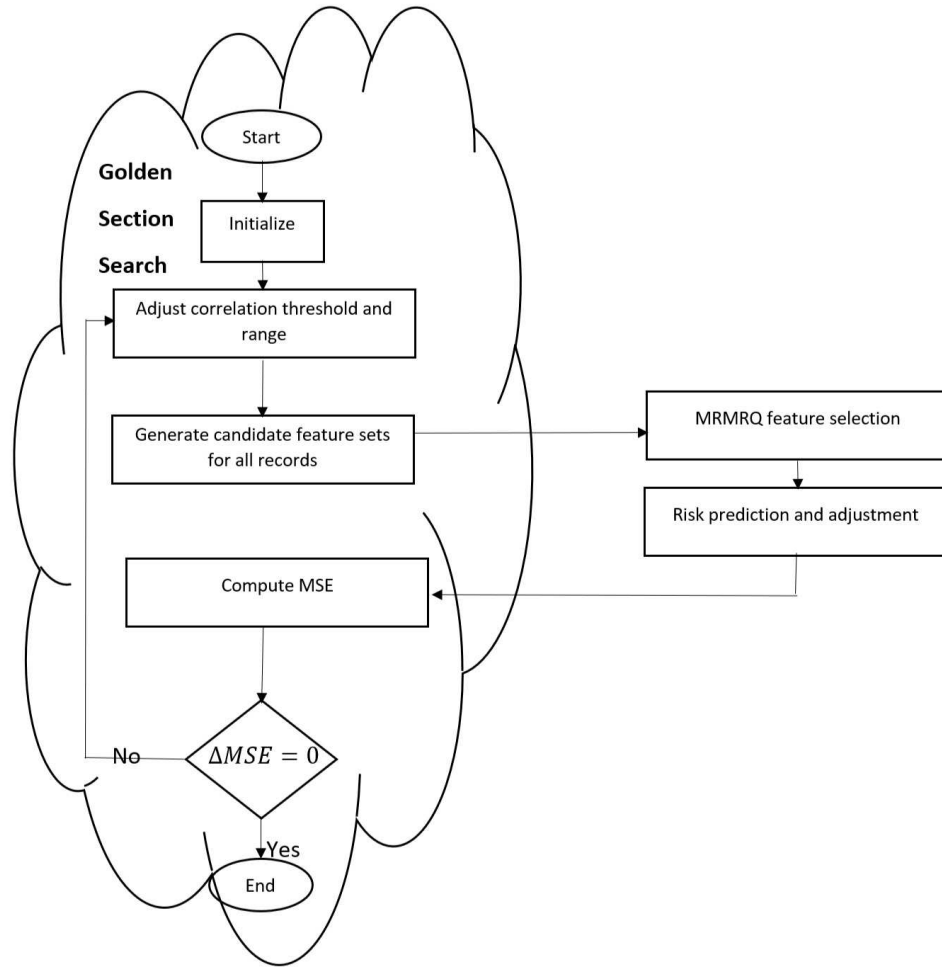 Start
Golden
Section
Search
Initialize
Adjust correlation threshold and
range
Generate candidate feature sets
for all records
MRMRQ feature selection
Risk prediction and adjustment
Compute MSE
No
ΔMSE = 0
Yes
End